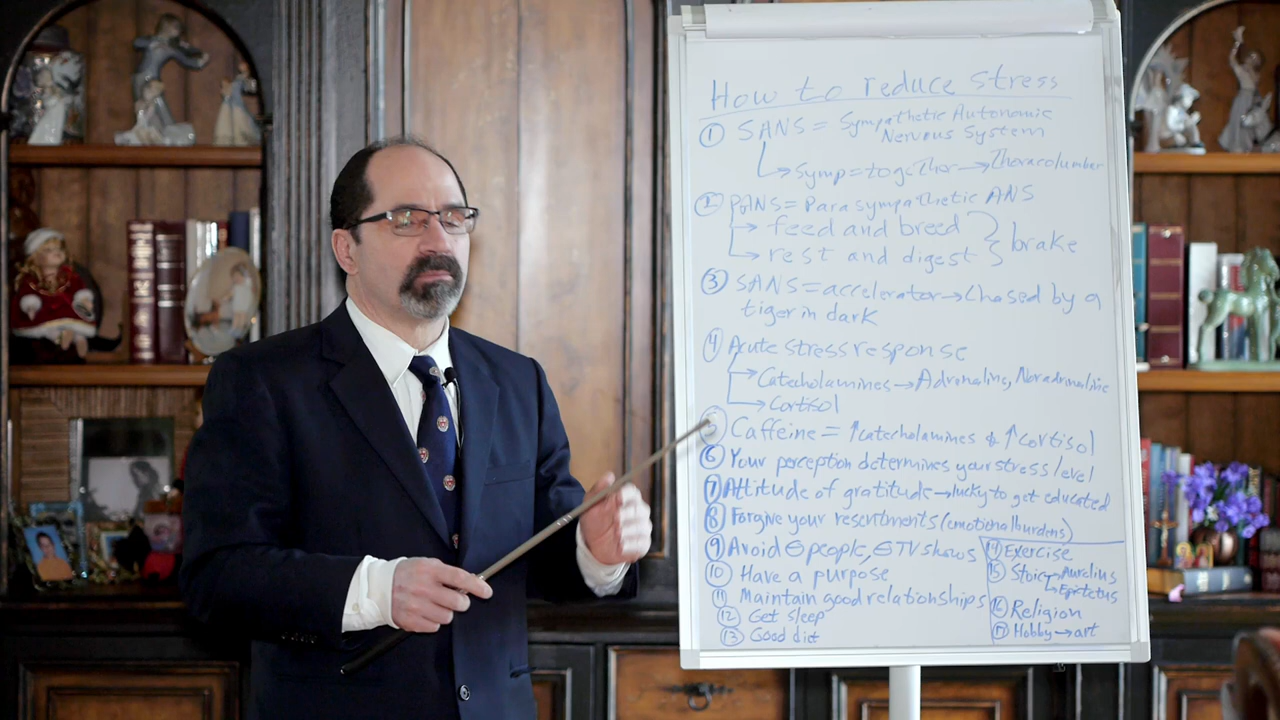 How to reduce stress
① SANS = Sympathetic Autonomic
Nervous System
↳ Symp = together → Thoracolumber
② PANS = Parasympathetic ANS
→ feed and breed
→ rest and digest } brake
③ SANS = accelerator → Chased by a
tiger in dark
④ Acute stress response
→ Catecholamines → Adrenaline, Noradrenaline
→ Cortisol
⑤ Caffeine = ↑catecholamines & ↑cortisol
⑥ Your perception determines your stress level
⑦ Attitude of gratitude → lucky to get educated
⑧ Forgive your resentments (emotional burdens)
⑨ Avoid ⊖ people, ⊖ TV shows
⑩ Have a purpose
⑪ Maintain good relationships
⑫ Get sleep
⑬ Good diet
⑭ Exercise
⑮ Stoic → Aurelius
→ Epictetus
⑯ Religion
⑰ Hobby → art